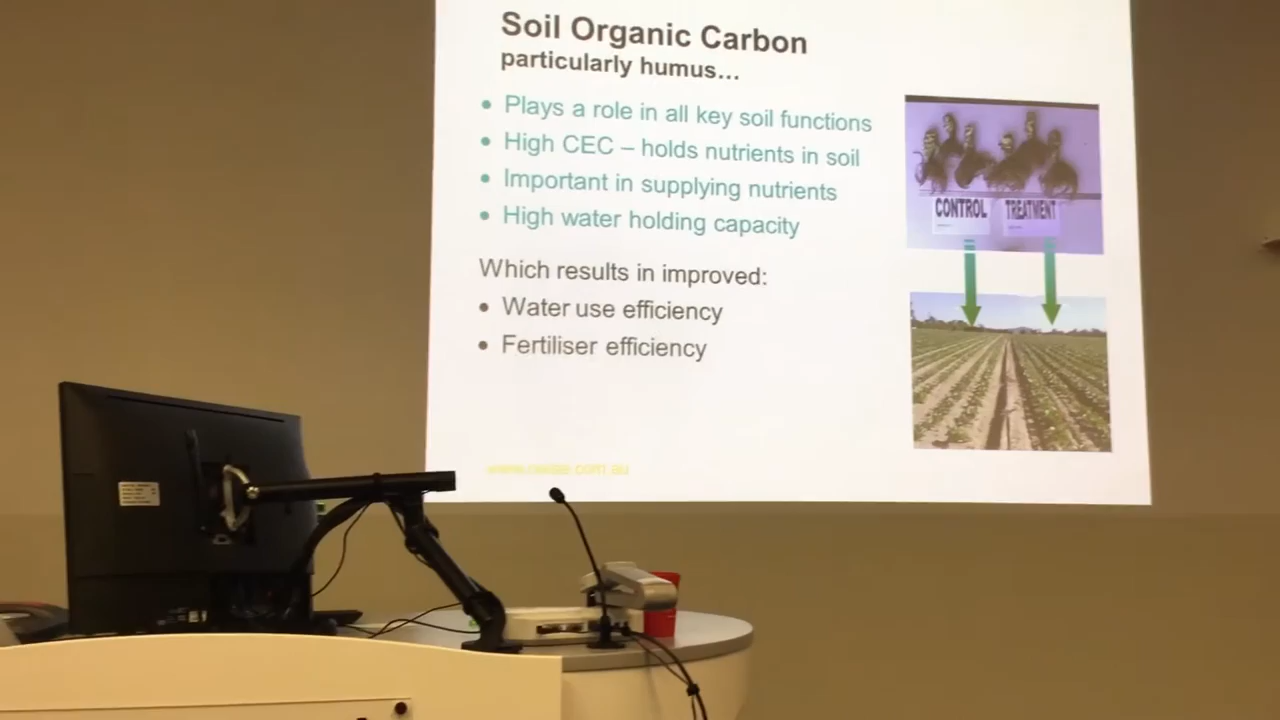 Soil Organic Carbon
particularly humus...
• Plays a role in all key soil functions
• High CEC – holds nutrients in soil
• Important in supplying nutrients
• High water holding capacity
Which results in improved:
• Water use efficiency
• Fertiliser efficiency
CONTROL
TREATMENT